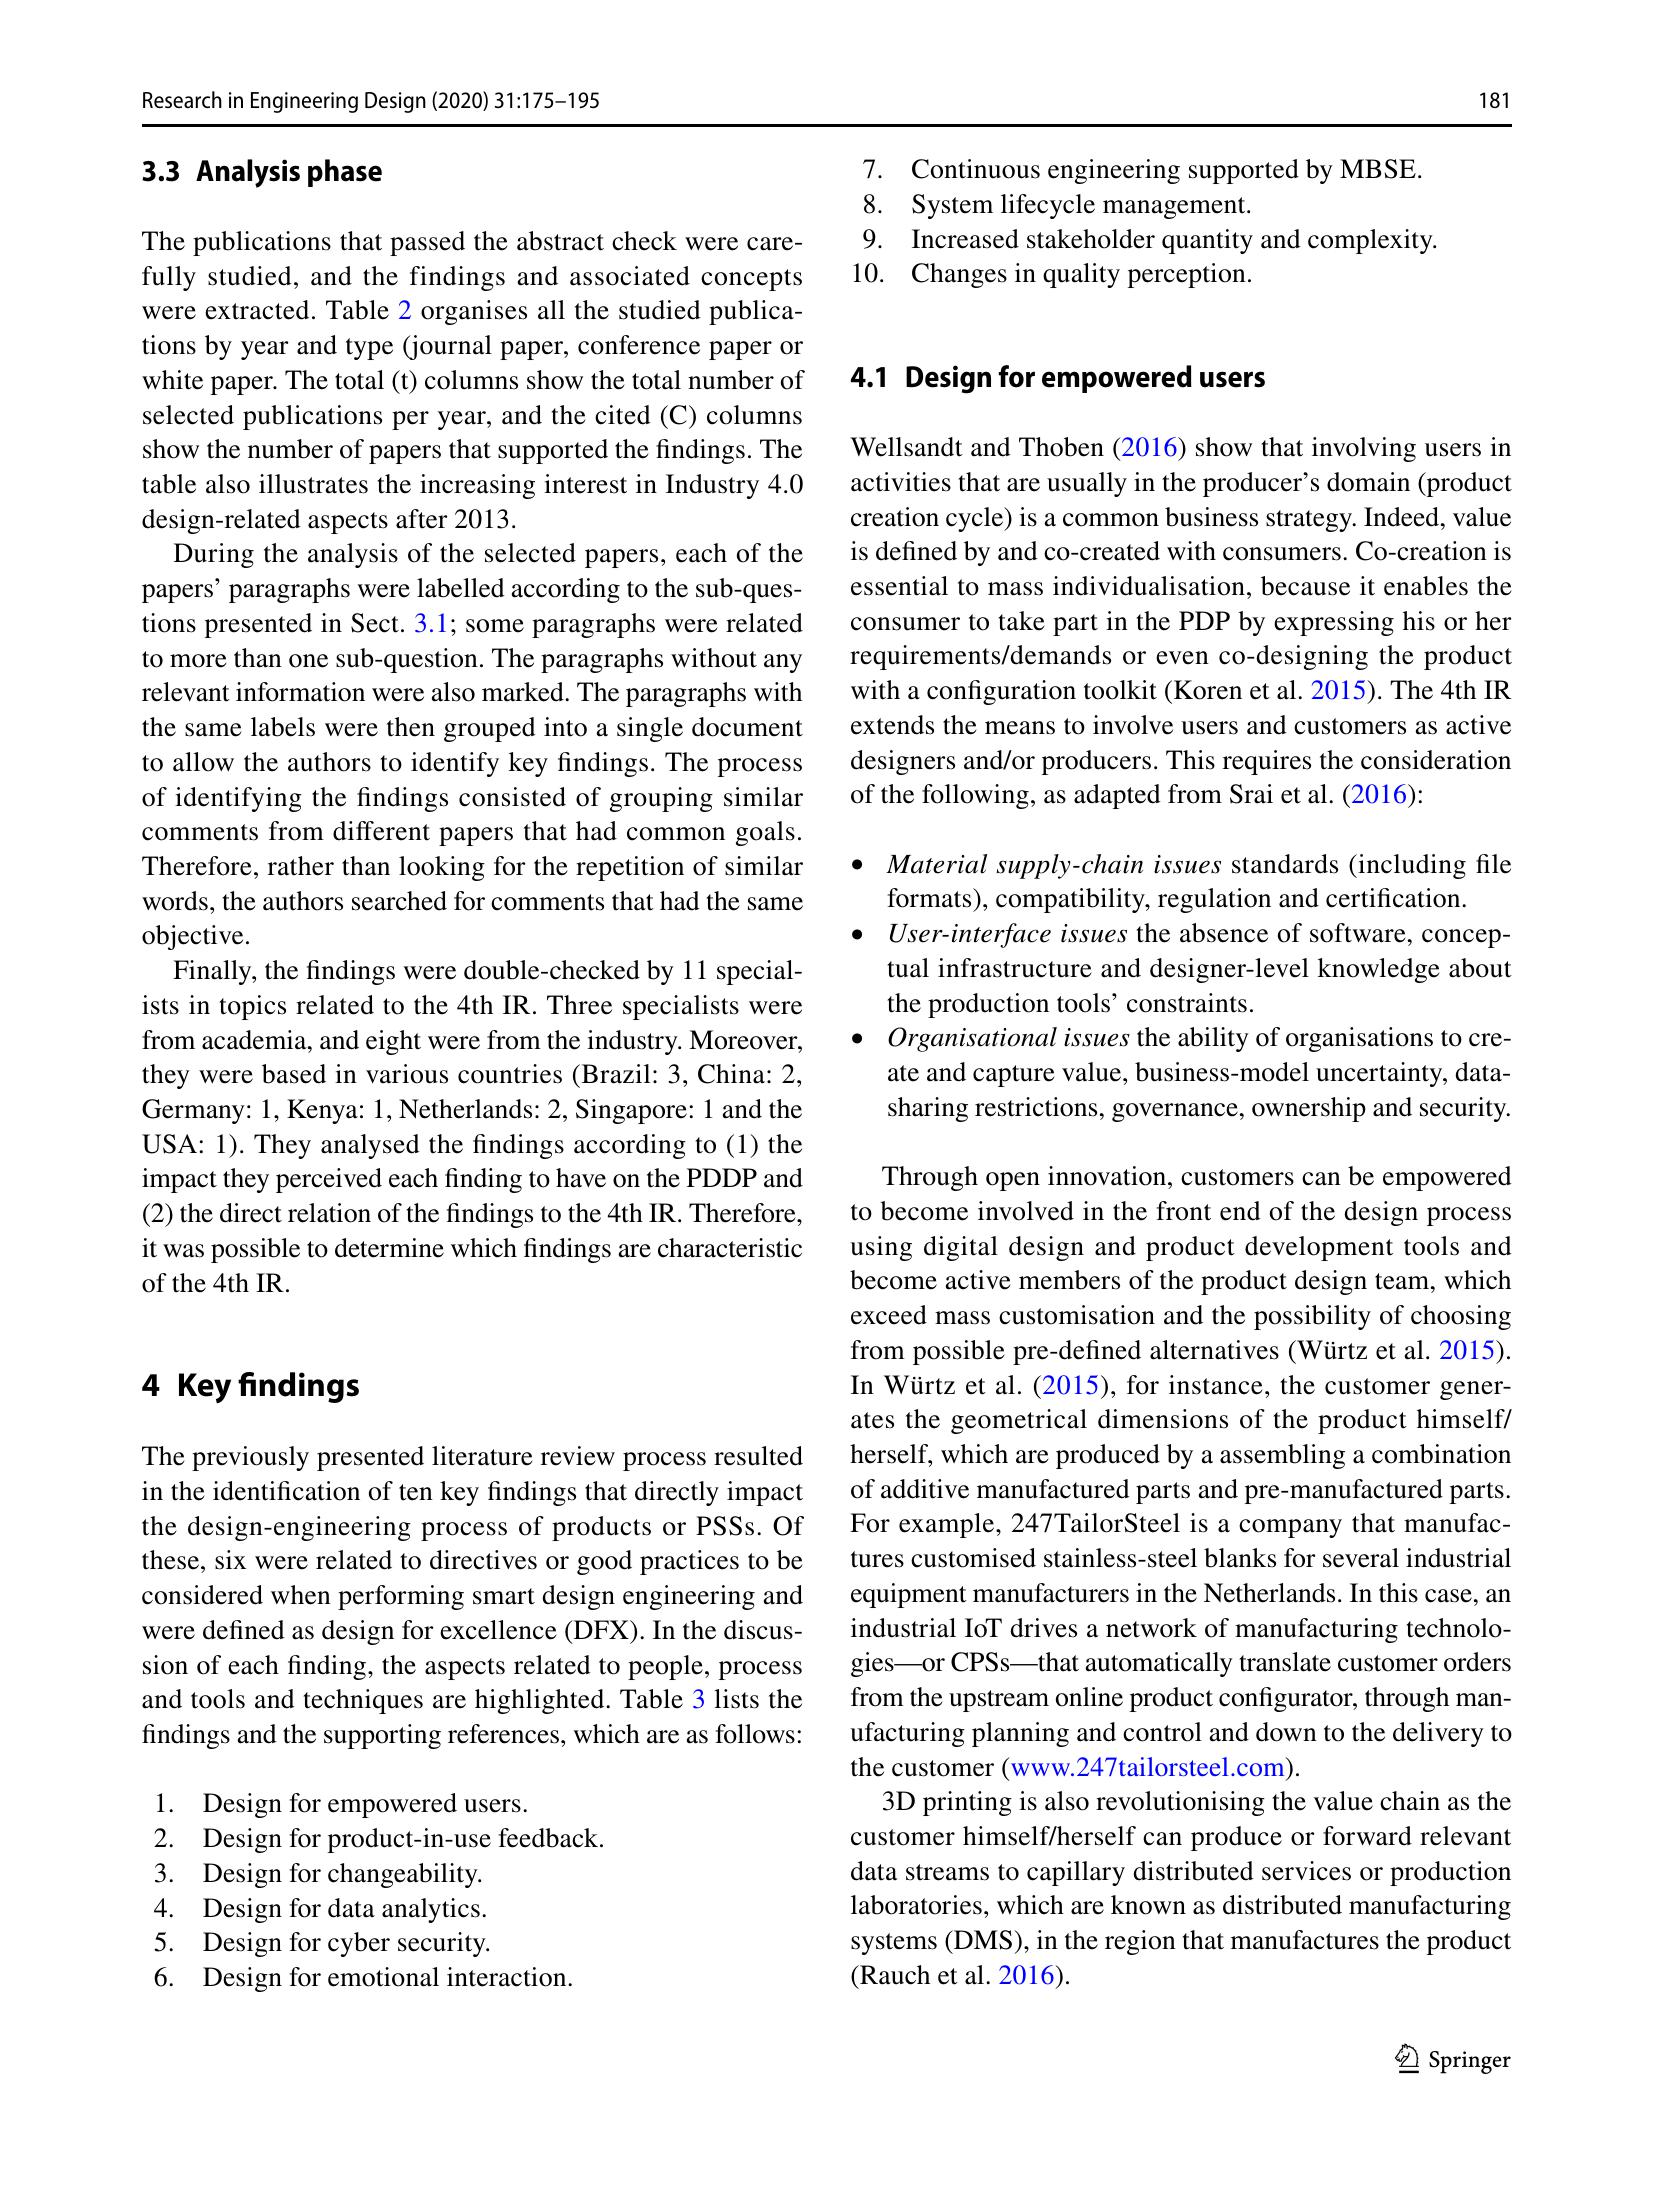 Research in Engineering Design (2020) 31:175–195
181
3.3 Analysis phase
The publications that passed the abstract check were care-
fully studied, and the findings and associated concepts
were extracted. Table 2 organises all the studied publica-
tions by year and type (journal paper, conference paper or
white paper. The total (t) columns show the total number of
selected publications per year, and the cited (C) columns
show the number of papers that supported the findings. The
table also illustrates the increasing interest in Industry 4.0
design-related aspects after 2013.
During the analysis of the selected papers, each of the
papers’ paragraphs were labelled according to the sub-ques-
tions presented in Sect. 3.1; some paragraphs were related
to more than one sub-question. The paragraphs without any
relevant information were also marked. The paragraphs with
the same labels were then grouped into a single document
to allow the authors to identify key findings. The process
of identifying the findings consisted of grouping similar
comments from different papers that had common goals.
Therefore, rather than looking for the repetition of similar
words, the authors searched for comments that had the same
objective.
Finally, the findings were double-checked by 11 special-
ists in topics related to the 4th IR. Three specialists were
from academia, and eight were from the industry. Moreover,
they were based in various countries (Brazil: 3, China: 2,
Germany: 1, Kenya: 1, Netherlands: 2, Singapore: 1 and the
USA: 1). They analysed the findings according to (1) the
impact they perceived each finding to have on the PDDP and
(2) the direct relation of the findings to the 4th IR. Therefore,
it was possible to determine which findings are characteristic
of the 4th IR.
4 Key findings
The previously presented literature review process resulted
in the identification of ten key findings that directly impact
the design-engineering process of products or PSSs. Of
these, six were related to directives or good practices to be
considered when performing smart design engineering and
were defined as design for excellence (DFX). In the discus-
sion of each finding, the aspects related to people, process
and tools and techniques are highlighted. Table 3 lists the
findings and the supporting references, which are as follows:
1. Design for empowered users.
2. Design for product-in-use feedback.
3. Design for changeability.
4. Design for data analytics.
5. Design for cyber security.
6. Design for emotional interaction.
7. Continuous engineering supported by MBSE.
8. System lifecycle management.
9. Increased stakeholder quantity and complexity.
10. Changes in quality perception.
4.1 Design for empowered users
Wellsandt and Thoben (2016) show that involving users in
activities that are usually in the producer’s domain (product
creation cycle) is a common business strategy. Indeed, value
is defined by and co-created with consumers. Co-creation is
essential to mass individualisation, because it enables the
consumer to take part in the PDP by expressing his or her
requirements/demands or even co-designing the product
with a configuration toolkit (Koren et al. 2015). The 4th IR
extends the means to involve users and customers as active
designers and/or producers. This requires the consideration
of the following, as adapted from Srai et al. (2016):
• Material supply-chain issues standards (including file
formats), compatibility, regulation and certification.
• User-interface issues the absence of software, concep-
tual infrastructure and designer-level knowledge about
the production tools’ constraints.
• Organisational issues the ability of organisations to cre-
ate and capture value, business-model uncertainty, data-
sharing restrictions, governance, ownership and security.
Through open innovation, customers can be empowered
to become involved in the front end of the design process
using digital design and product development tools and
become active members of the product design team, which
exceed mass customisation and the possibility of choosing
from possible pre-defined alternatives (Würtz et al. 2015).
In Würtz et al. (2015), for instance, the customer gener-
ates the geometrical dimensions of the product himself/
herself, which are produced by a assembling a combination
of additive manufactured parts and pre-manufactured parts.
For example, 247TailorSteel is a company that manufac-
tures customised stainless-steel blanks for several industrial
equipment manufacturers in the Netherlands. In this case, an
industrial IoT drives a network of manufacturing technolo-
gies—or CPSs—that automatically translate customer orders
from the upstream online product configurator, through man-
ufacturing planning and control and down to the delivery to
the customer (www.247tailorsteel.com).
3D printing is also revolutionising the value chain as the
customer himself/herself can produce or forward relevant
data streams to capillary distributed services or production
laboratories, which are known as distributed manufacturing
systems (DMS), in the region that manufactures the product
(Rauch et al. 2016).
Springer